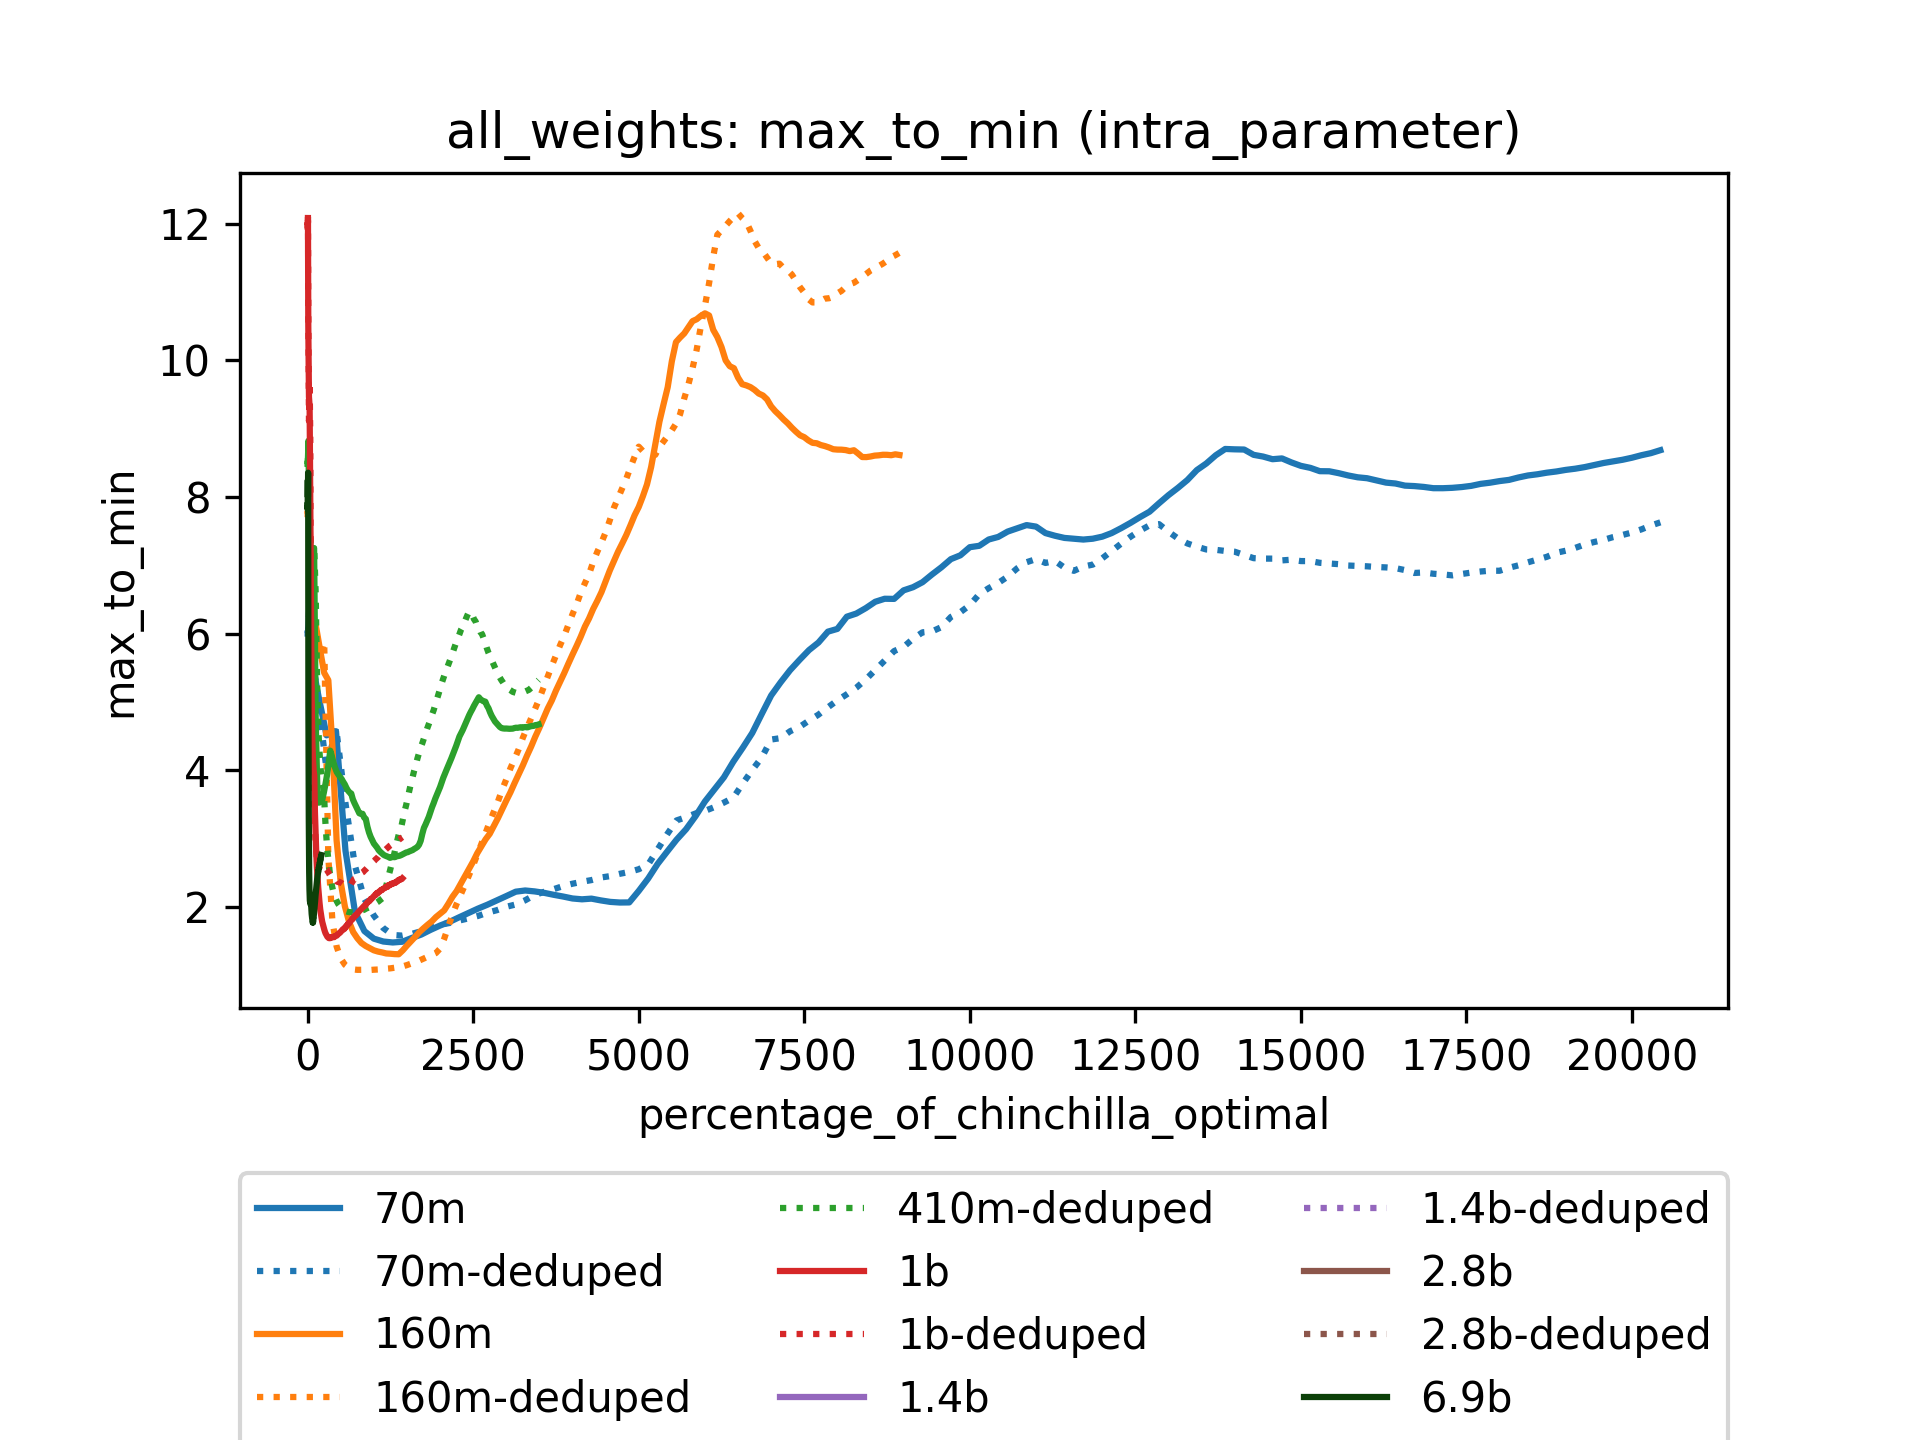 all_weights: max_to_min (intra_parameter)
max_to_min
12
10
8
6
4
2
0 2500 5000 7500 10000 12500 15000 17500 20000
percentage_of_chinchilla_optimal
70m 410m-deduped 1.4b-deduped
70m-deduped 1b 2.8b
160m 1b-deduped 2.8b-deduped
160m-deduped 1.4b 6.9b